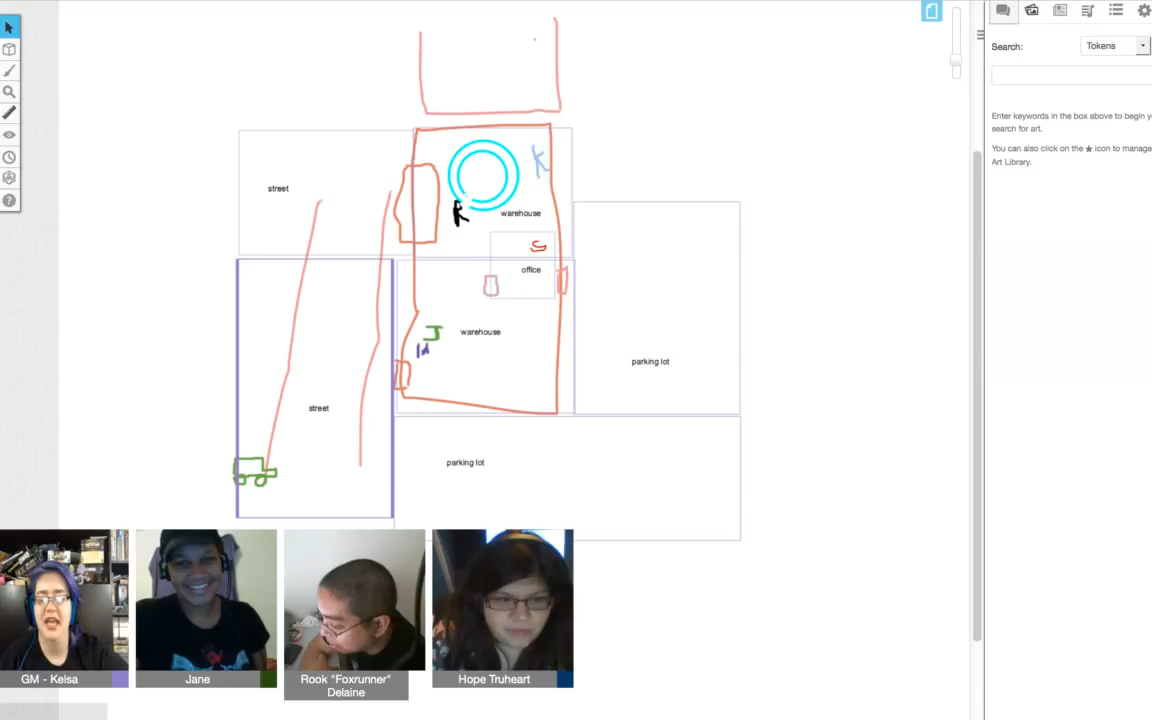 Search:
Tokens
Enter keywords in the box above to begin y
search for art.
You can also click on the ★ icon to manage
Art Library.
street
K
K
warehouse
S
office
J
warehouse
parking lot
street
parking lot
GM - Kelsa
Jane
Rook "Foxrunner"
Delaine
Hope Truheart